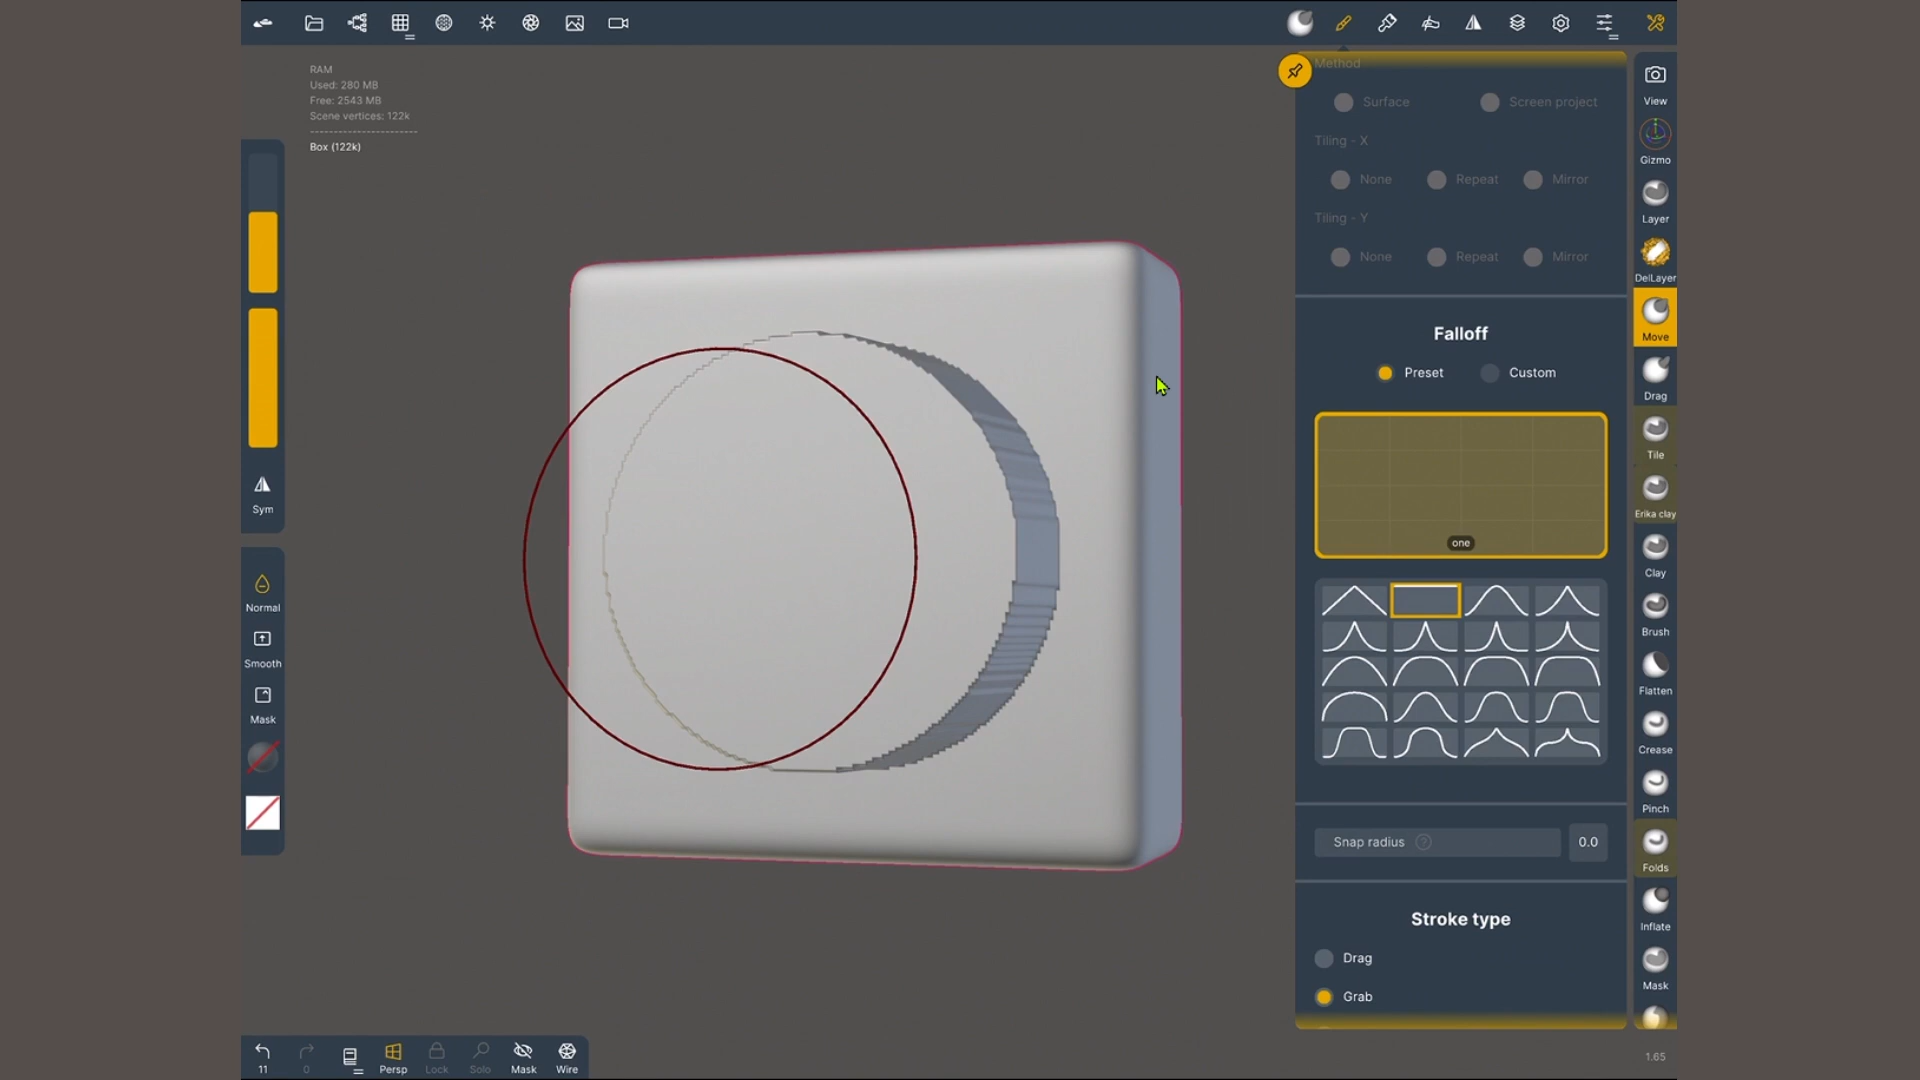 RAM
Used: 280 MB
Free: 2543 MB
Scene vertices: 122k
-----------------------
Box (122k)
Sym
Normal
Smooth
Mask
11
0
Persp
Lock
Solo
Mask
Wire
Method
Surface
Screen project
Tiling - X
None
Repeat
Mirror
Tiling - Y
None
Repeat
Mirror
Falloff
Preset
Custom
one
Snap radius ?
0.0
Stroke type
Drag
Grab
View
Gizmo
Layer
DelLayer
Move
Drag
Tile
Erika clay
Clay
Brush
Flatten
Crease
Pinch
Folds
Inflate
Mask
1.65